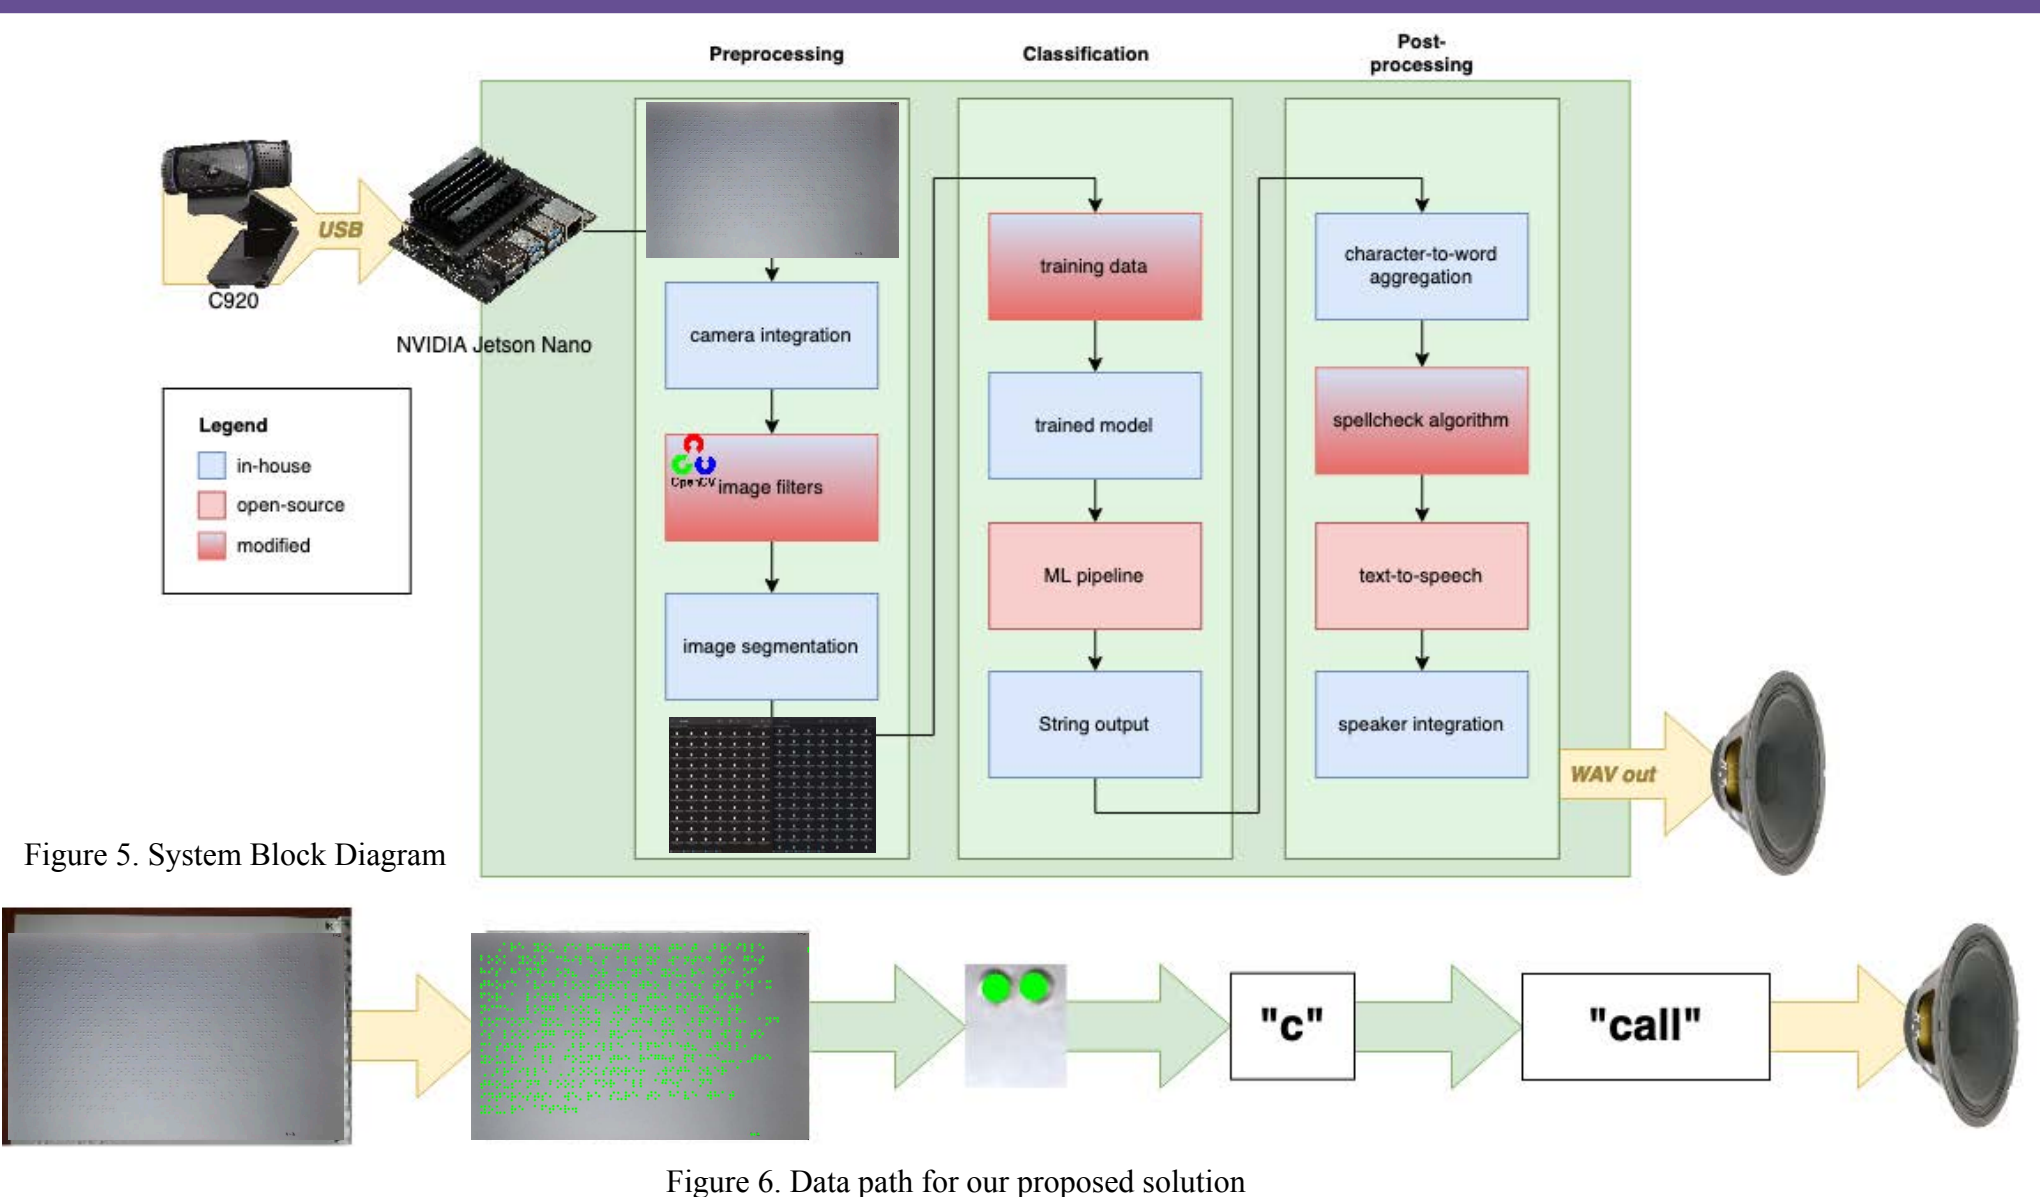 Preprocessing
Classification
Post-
processing
USB
C920
NVIDIA Jetson Nano
Legend
in-house
open-source
modified
camera integration
OpenCV
image filters
image segmentation
training data
trained model
ML pipeline
String output
character-to-word
aggregation
spellcheck algorithm
text-to-speech
speaker integration
WAV out
Figure 5. System Block Diagram
"c"
"call"
Figure 6. Data path for our proposed solution